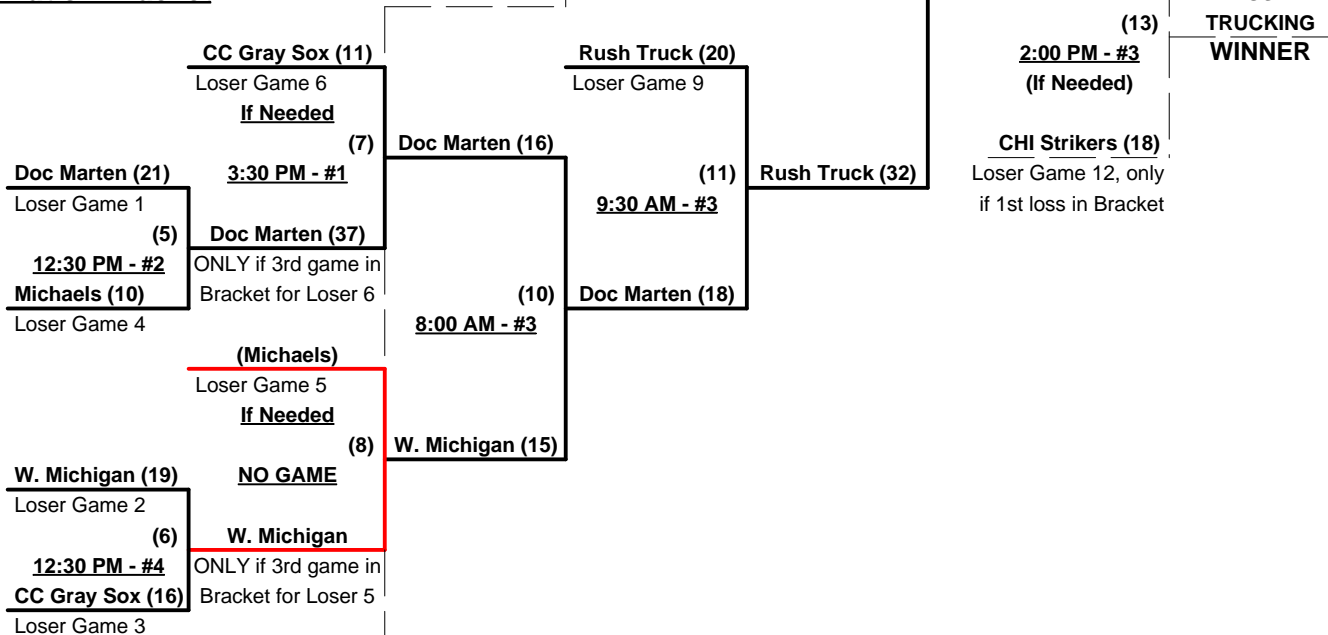 (13)
TRUCKING
CC Gray Sox (11)
Rush Truck (20)
2:00 PM - #3
WINNER
Loser Game 6
Loser Game 9
(If Needed)
If Needed
(7)
Doc Marten (16)
CHI Strikers (18)
Doc Marten (21)
3:30 PM - #1
(11)
Rush Truck (32)
Loser Game 12, only
Loser Game 1
9:30 AM - #3
if 1st loss in Bracket
(5)
Doc Marten (37)
12:30 PM - #2
ONLY if 3rd game in
Michaels (10)
Bracket for Loser 6
(10)
Doc Marten (18)
Loser Game 4
8:00 AM - #3
(Michaels)
Loser Game 5
If Needed
(8)
W. Michigan (15)
W. Michigan (19)
NO GAME
Loser Game 2
(6)
W. Michigan
12:30 PM - #4
ONLY if 3rd game in
CC Gray Sox (16)
Bracket for Loser 5
Loser Game 3